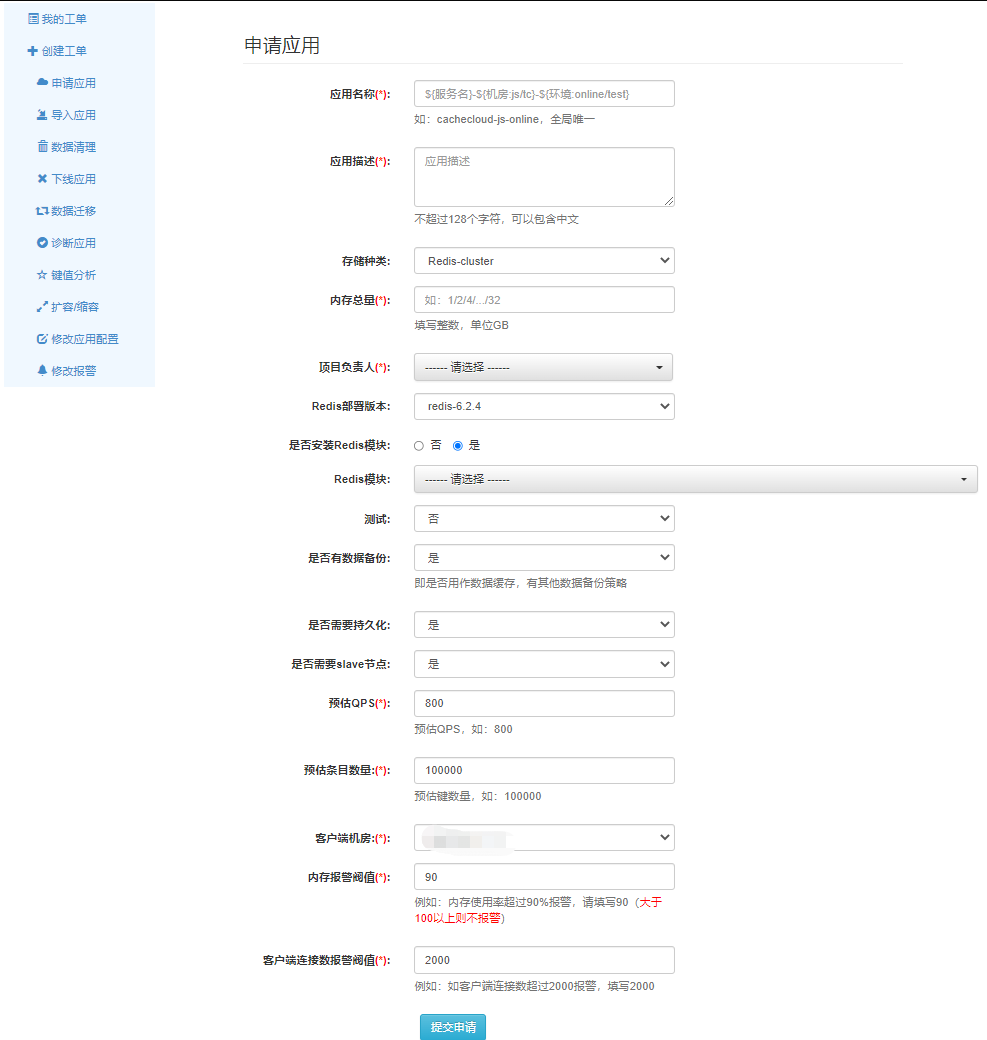 我的工单
创建工单
申请应用
导入应用
数据清理
下线应用
数据迁移
诊断应用
键值分析
扩容/缩容
修改应用配置
修改报警
申请应用
应用名称(*): ${服务名}-${机房:js/tc}-${环境:online/test}
如：cachecloud-js-online，全局唯一
应用描述(*): 应用描述
不超过128个字符，可以包含中文
存储种类: Redis-cluster
内存总量(*): 如：1/2/4/.../32
填写整数，单位GB
项目负责人(*): ------ 请选择 ------
Redis部署版本: redis-6.2.4
是否安装Redis模块: 否 是
Redis模块: ------ 请选择 ------
测试: 否
是否有数据备份: 是
即是否用作数据缓存，有其他数据备份策略
是否需要持久化: 是
是否需要slave节点: 是
预估QPS(*): 800
预估QPS，如：800
预估条目数量:(*): 100000
预估键数量，如：100000
客户端机房:(*):
内存报警阀值(*): 90
例如：内存使用率超过90%报警，请填写90（大于
100以上则不报警）
客户端连接数报警阀值(*): 2000
例如：如客户端连接数超过2000报警，填写2000
提交申请